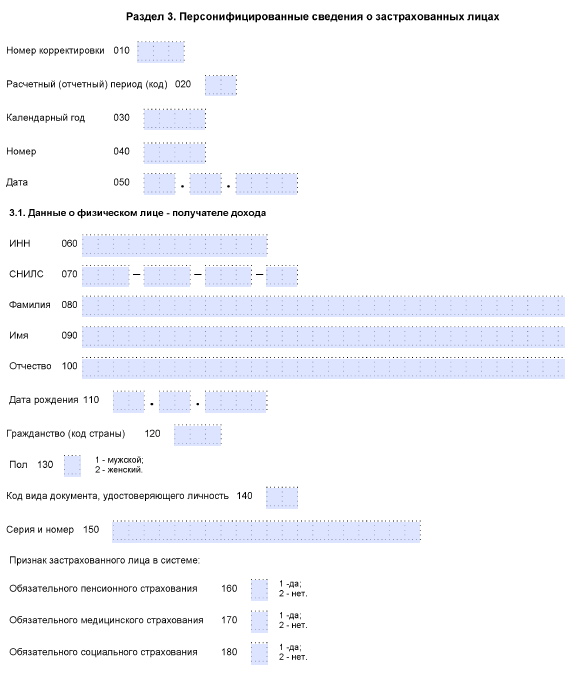 Раздел 3. Персонифицированные сведения о застрахованных лицах
Номер корректировки 010
Расчетный (отчетный) период (код) 020
Календарный год 030
Номер 040
Дата 050 . .
3.1. Данные о физическом лице - получателе дохода
ИНН 060
СНИЛС 070 – – –
Фамилия 080
Имя 090
Отчество 100
Дата рождения 110 . .
Гражданство (код страны) 120
Пол 130 1 - мужской;
2 - женский.
Код вида документа, удостоверяющего личность 140
Серия и номер 150
Признак застрахованного лица в системе:
Обязательного пенсионного страхования 160 1 -да;
2 - нет.
Обязательного медицинского страхования 170 1 -да;
2 - нет.
Обязательного социального страхования 180 1 -да;
2 - нет.